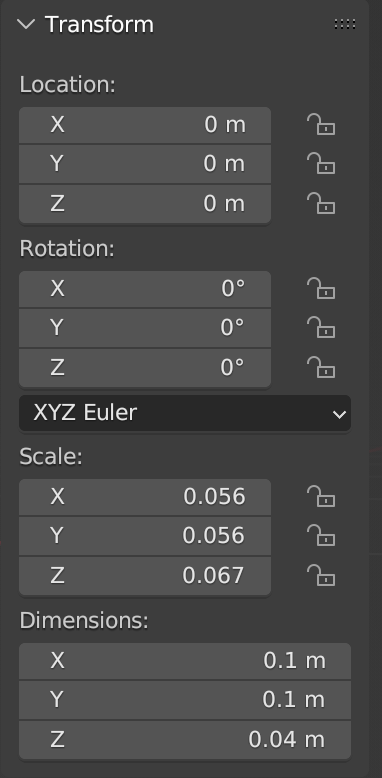 Transform
Location:
X 0 m
Y 0 m
Z 0 m
Rotation:
X 0°
Y 0°
Z 0°
XYZ Euler
Scale:
X 0.056
Y 0.056
Z 0.067
Dimensions:
X 0.1 m
Y 0.1 m
Z 0.04 m